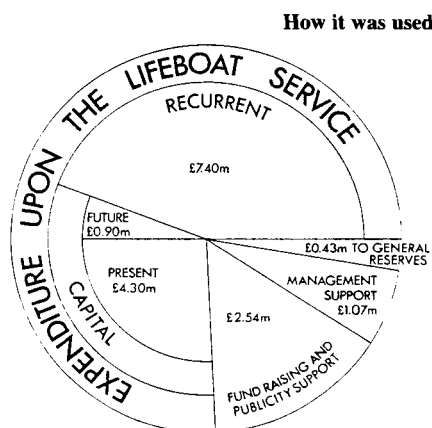 How it was used
EXPENDITURE UPON THE LIFEBOAT SERVICE
RECURRENT
£7.40m
FUTURE
£0.90m
£0.43m TO GENERAL
RESERVES
PRESENT
£4.30m
MANAGEMENT
SUPPORT
£1.07m
CAPITAL
£2.54m
FUND RAISING AND
PUBLICITY SUPPORT